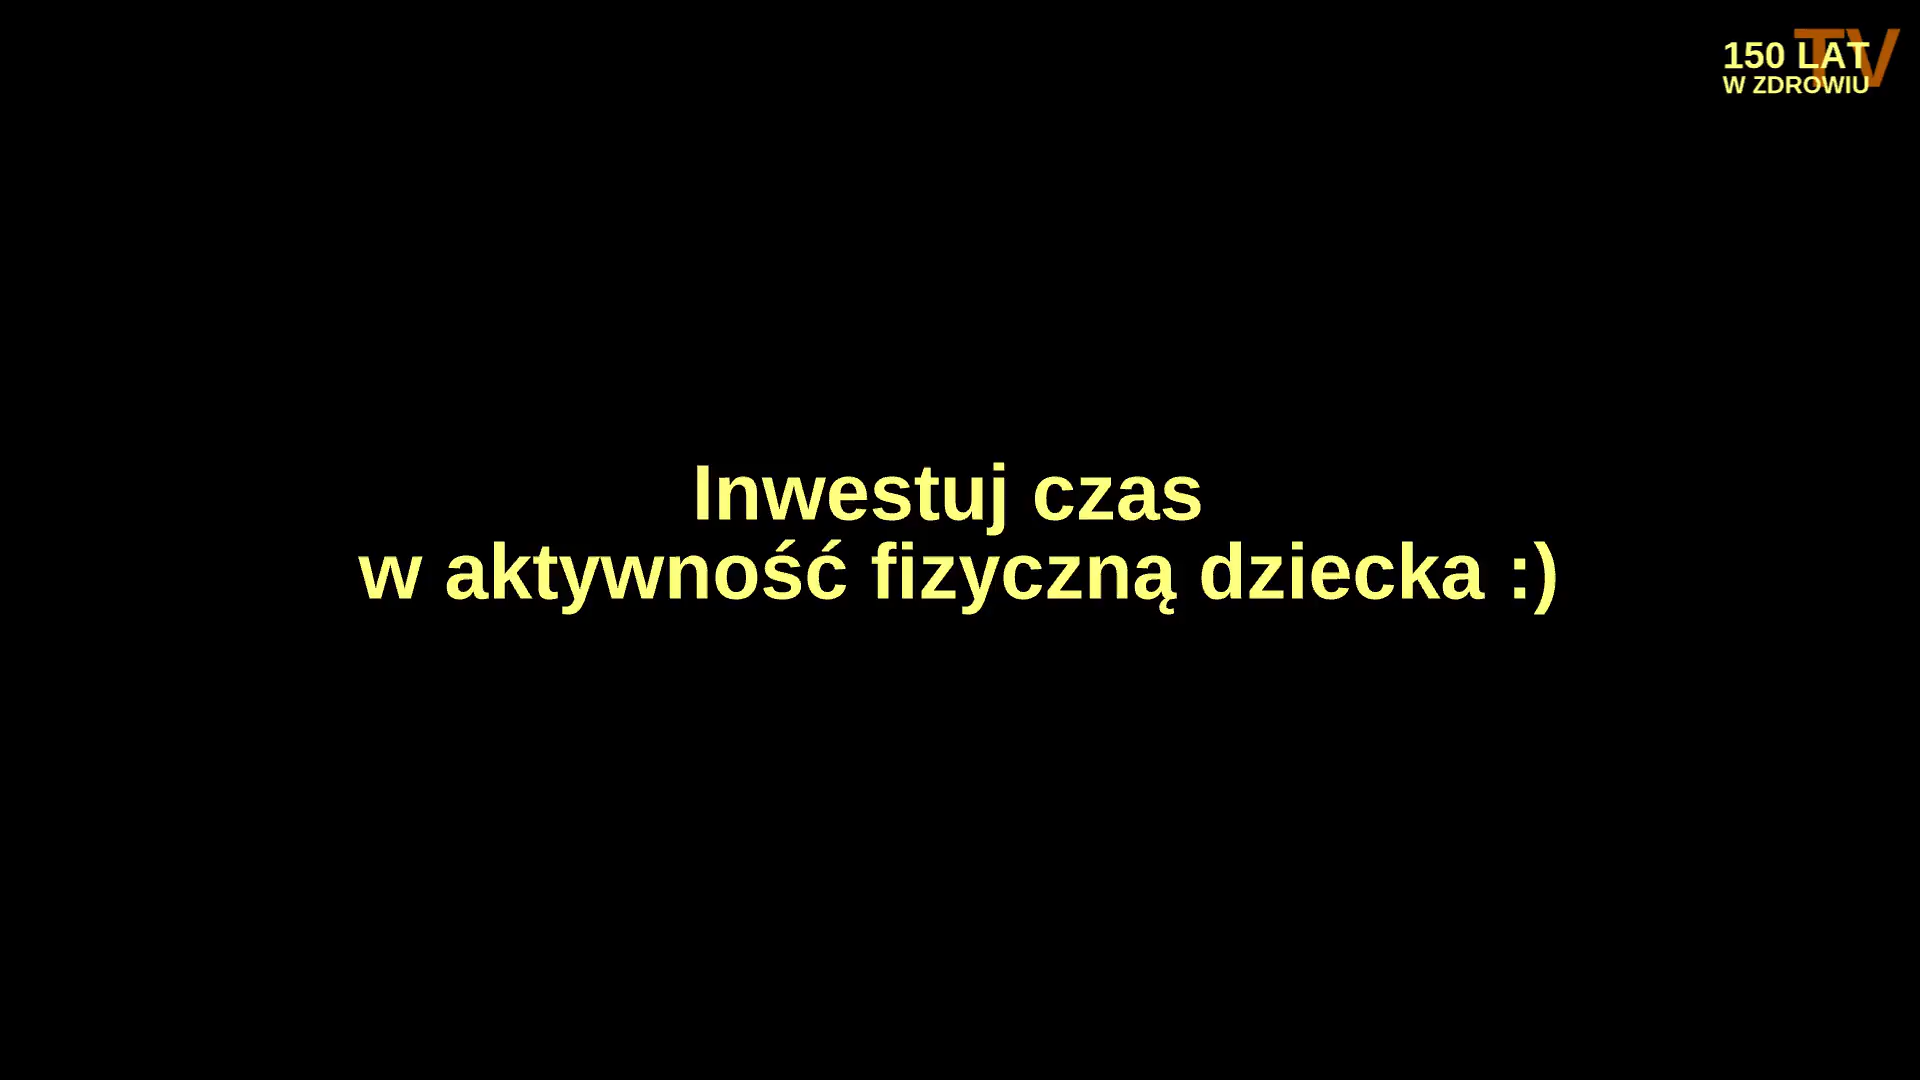 TV
150 LAT
W ZDROWIU
Inwestuj czas
w aktywność fizyczną dziecka :)